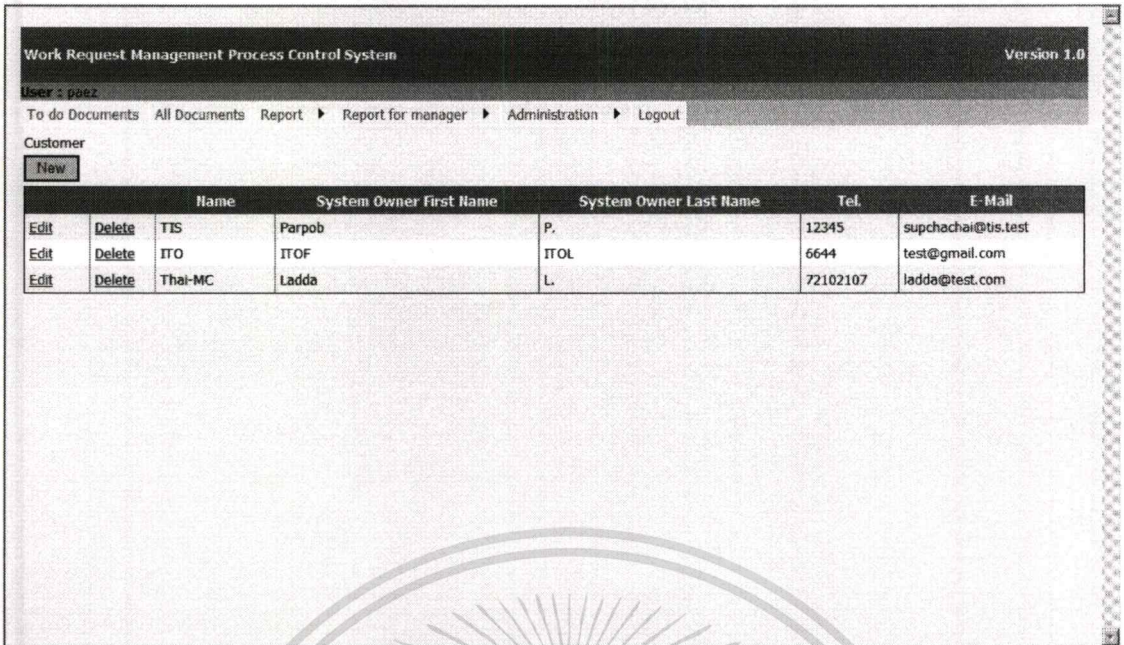 Work Request Management Process Control System Version 1.0
User : paez
To do Documents All Documents Report Report for manager Administration Logout
Customer
New
Name System Owner First Name System Owner Last Name Tel. E-Mail
Edit Delete TIS Parpob P. 12345 supchachai@tis.test
Edit Delete ITO ITOF ITOL 6644 test@gmail.com
Edit Delete Thai-MC Ladda L. 72102107 ladda@test.com